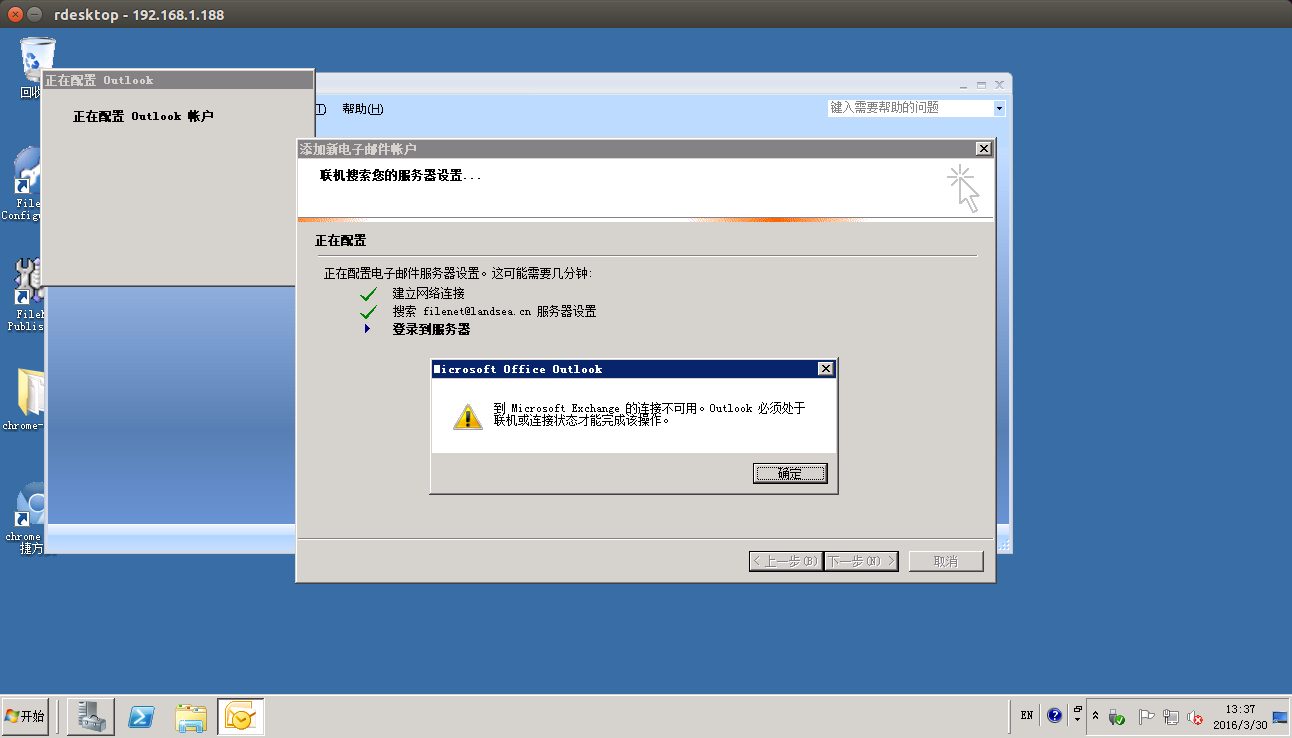 rdesktop - 192.168.1.188
回收
正在配置 Outlook
正在配置 Outlook 帐户
帮助(H)
键入需要帮助的问题
添加新电子邮件帐户
联机搜索您的服务器设置...
正在配置
正在配置电子邮件服务器设置。这可能需要几分钟:
建立网络连接
搜索 filenet@landsea.cn 服务器设置
登录到服务器
Microsoft Office Outlook
到 Microsoft Exchange 的连接不可用。Outlook 必须处于
联机或连接状态才能完成该操作。
确定
< 上一步(B)
下一步(N) >
取消
File
Configu
FileN
Publis
chrome-
chrome
捷方
开始
EN
13:37
2016/3/30